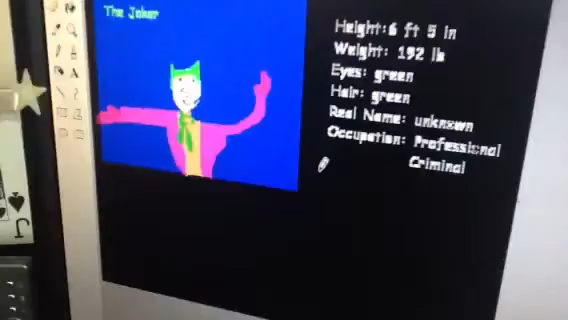 The Joker
Height:6 ft 5 in
Weight: 192 lb
Eyes: green
Hair: green
Real Name: unknown
Occupation: Professional
Criminal
J